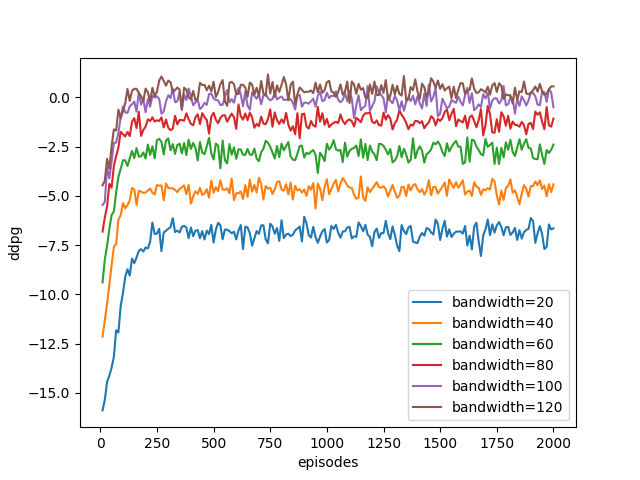 0.0
−2.5
−5.0
−7.5
−10.0
−12.5
−15.0
ddpg
0 250 500 750 1000 1250 1500 1750 2000
episodes
bandwidth=20
bandwidth=40
bandwidth=60
bandwidth=80
bandwidth=100
bandwidth=120